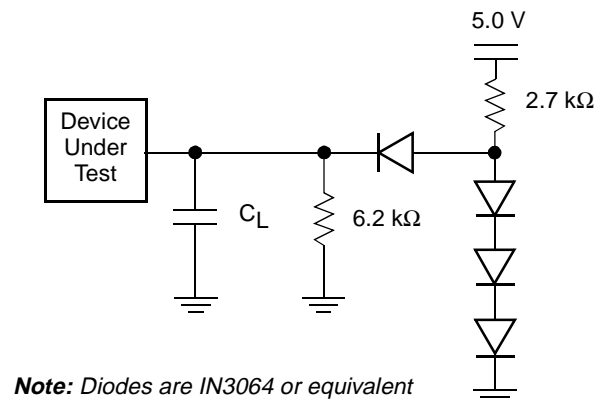 5.0 V
2.7 kΩ
Device
Under
Test
CL
6.2 kΩ
Note: Diodes are IN3064 or equivalent